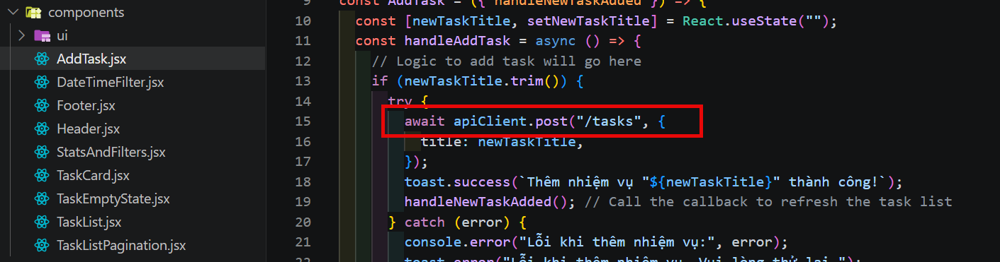 components
ui
AddTask.jsx
DateTimeFilter.jsx
Footer.jsx
Header.jsx
StatsAndFilters.jsx
TaskCard.jsx
TaskEmptyState.jsx
TaskList.jsx
TaskListPagination.jsx
9 const AddTask = ({ handleNewTaskAdded }) => {
10 const [newTaskTitle, setNewTaskTitle] = React.useState("");
11 const handleAddTask = async () => {
12 // Logic to add task will go here
13 if (newTaskTitle.trim()) {
14 try {
15 await apiClient.post("/tasks", {
16 title: newTaskTitle,
17 });
18 toast.success(`Thêm nhiệm vụ "${newTaskTitle}" thành công!`);
19 handleNewTaskAdded(); // Call the callback to refresh the task list
20 } catch (error) {
21 console.error("Lỗi khi thêm nhiệm vụ:", error);
22 toast.error("Lỗi khi thêm nhiệm vụ. Vui lòng thử lại.");